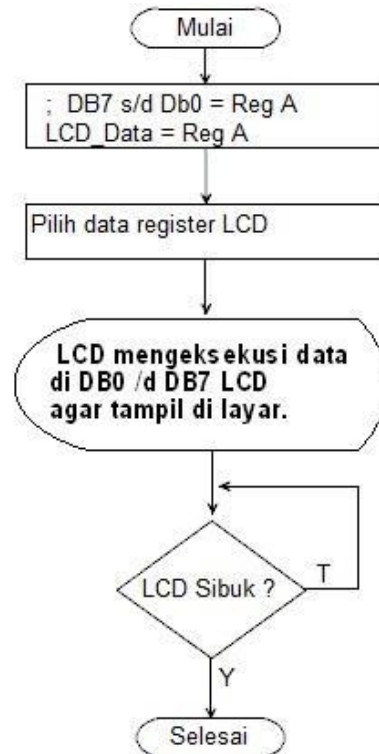 Mulai
; DB7 s/d Db0 = Reg A
LCD_Data = Reg A
Pilih data register LCD
LCD mengeksekusi data
di DB0 /d DB7 LCD
agar tampil di layar.
LCD Sibuk ?
T
Y
Selesai